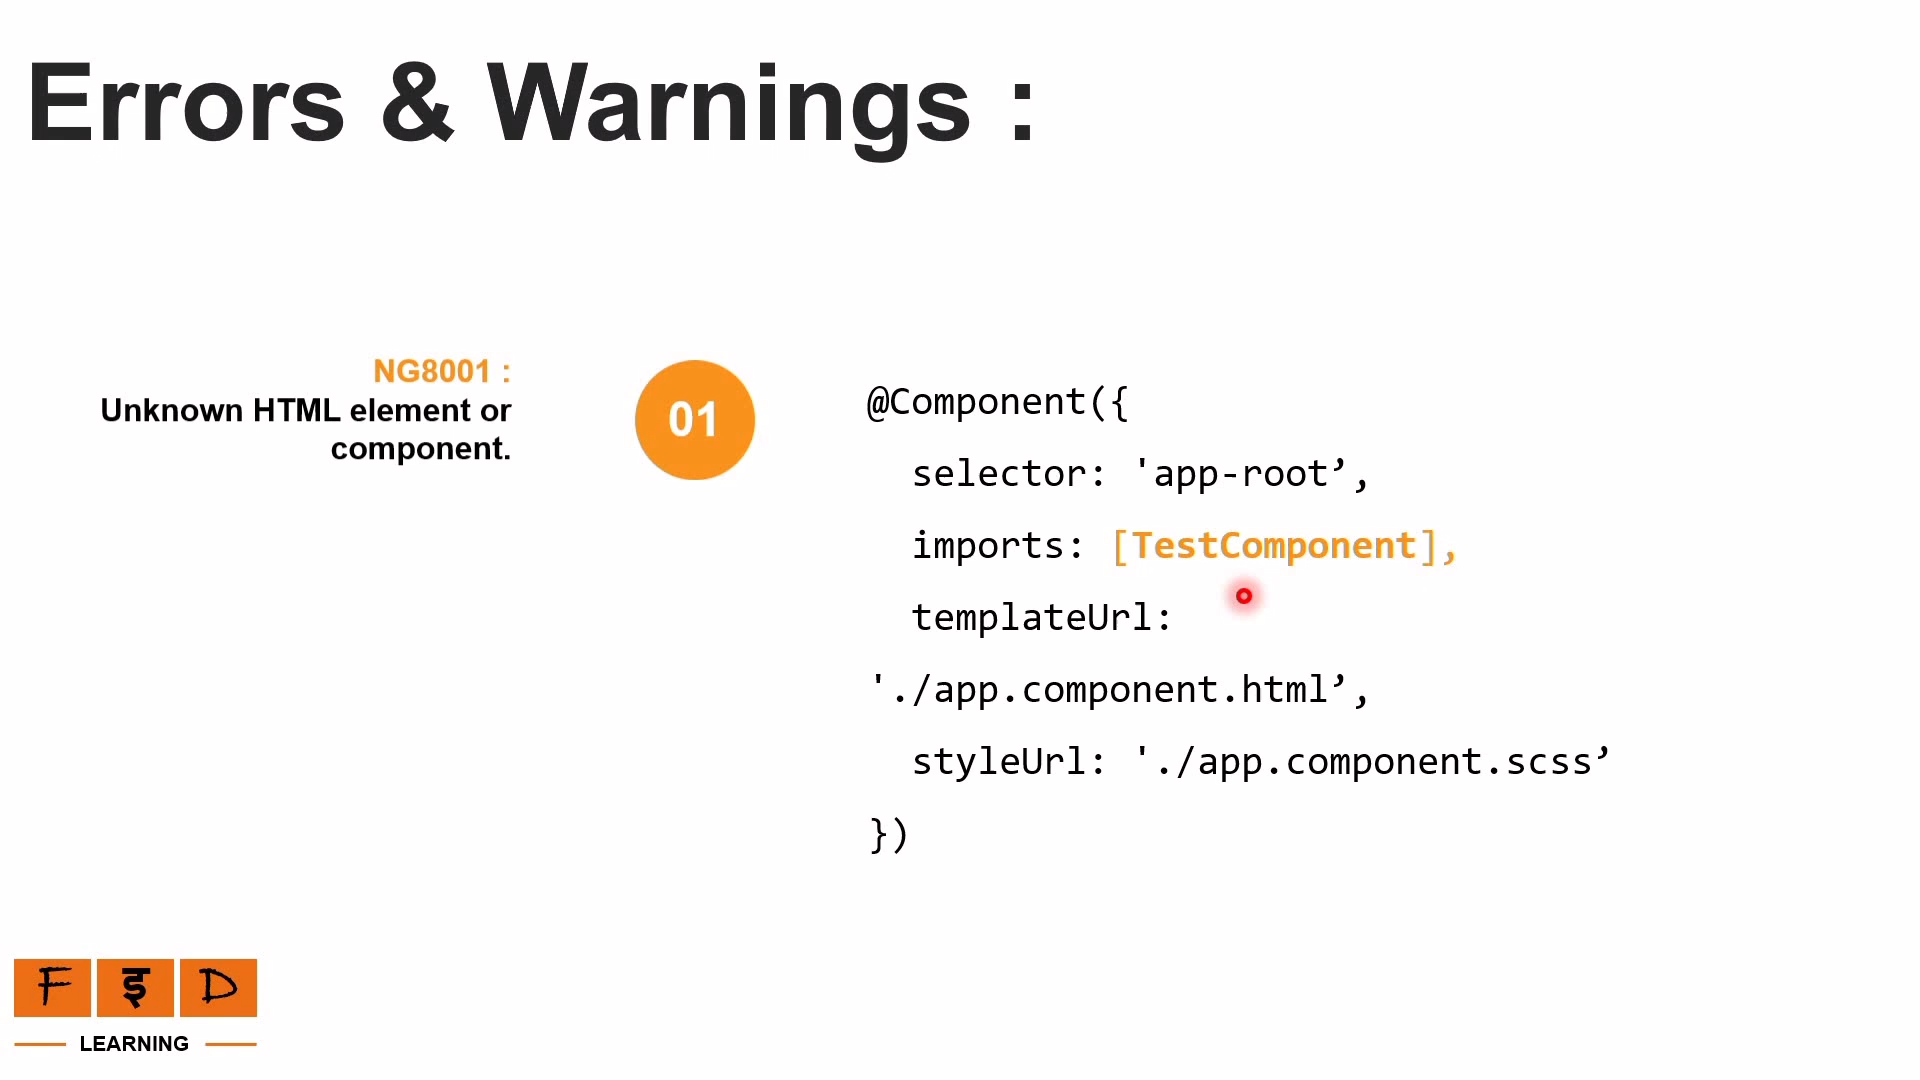 Errors & Warnings :
NG8001 :
Unknown HTML element or
component.
01
@Component({
selector: 'app-root’,
imports: [TestComponent],
templateUrl:
'./app.component.html’,
styleUrl: './app.component.scss’
})
F इ D
LEARNING